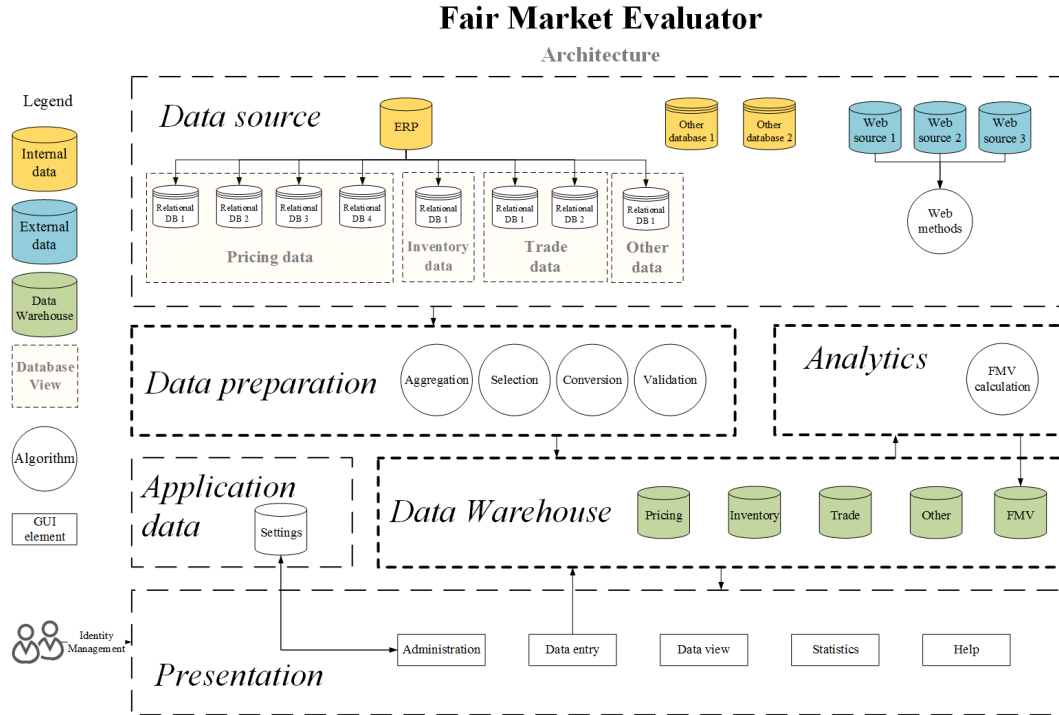 Fair Market Evaluator
Architecture
Legend
Internal
data
External
data
Data
Warehouse
Database
View
Algorithm
GUI
element
Data source
ERP
Other
database 1
Other
database 2
Web
source 1
Web
source 2
Web
source 3
Relational
DB 1
Relational
DB 2
Relational
DB 3
Relational
DB 4
Relational
DB 1
Relational
DB 1
Relational
DB 2
Relational
DB 1
Web
methods
Pricing data
Inventory
data
Trade
data
Other
data
Data preparation
Aggregation
Selection
Conversion
Validation
Analytics
FMV
calculation
Application
data
Settings
Data Warehouse
Pricing
Inventory
Trade
Other
FMV
Identity
Management
Presentation
Administration
Data entry
Data view
Statistics
Help